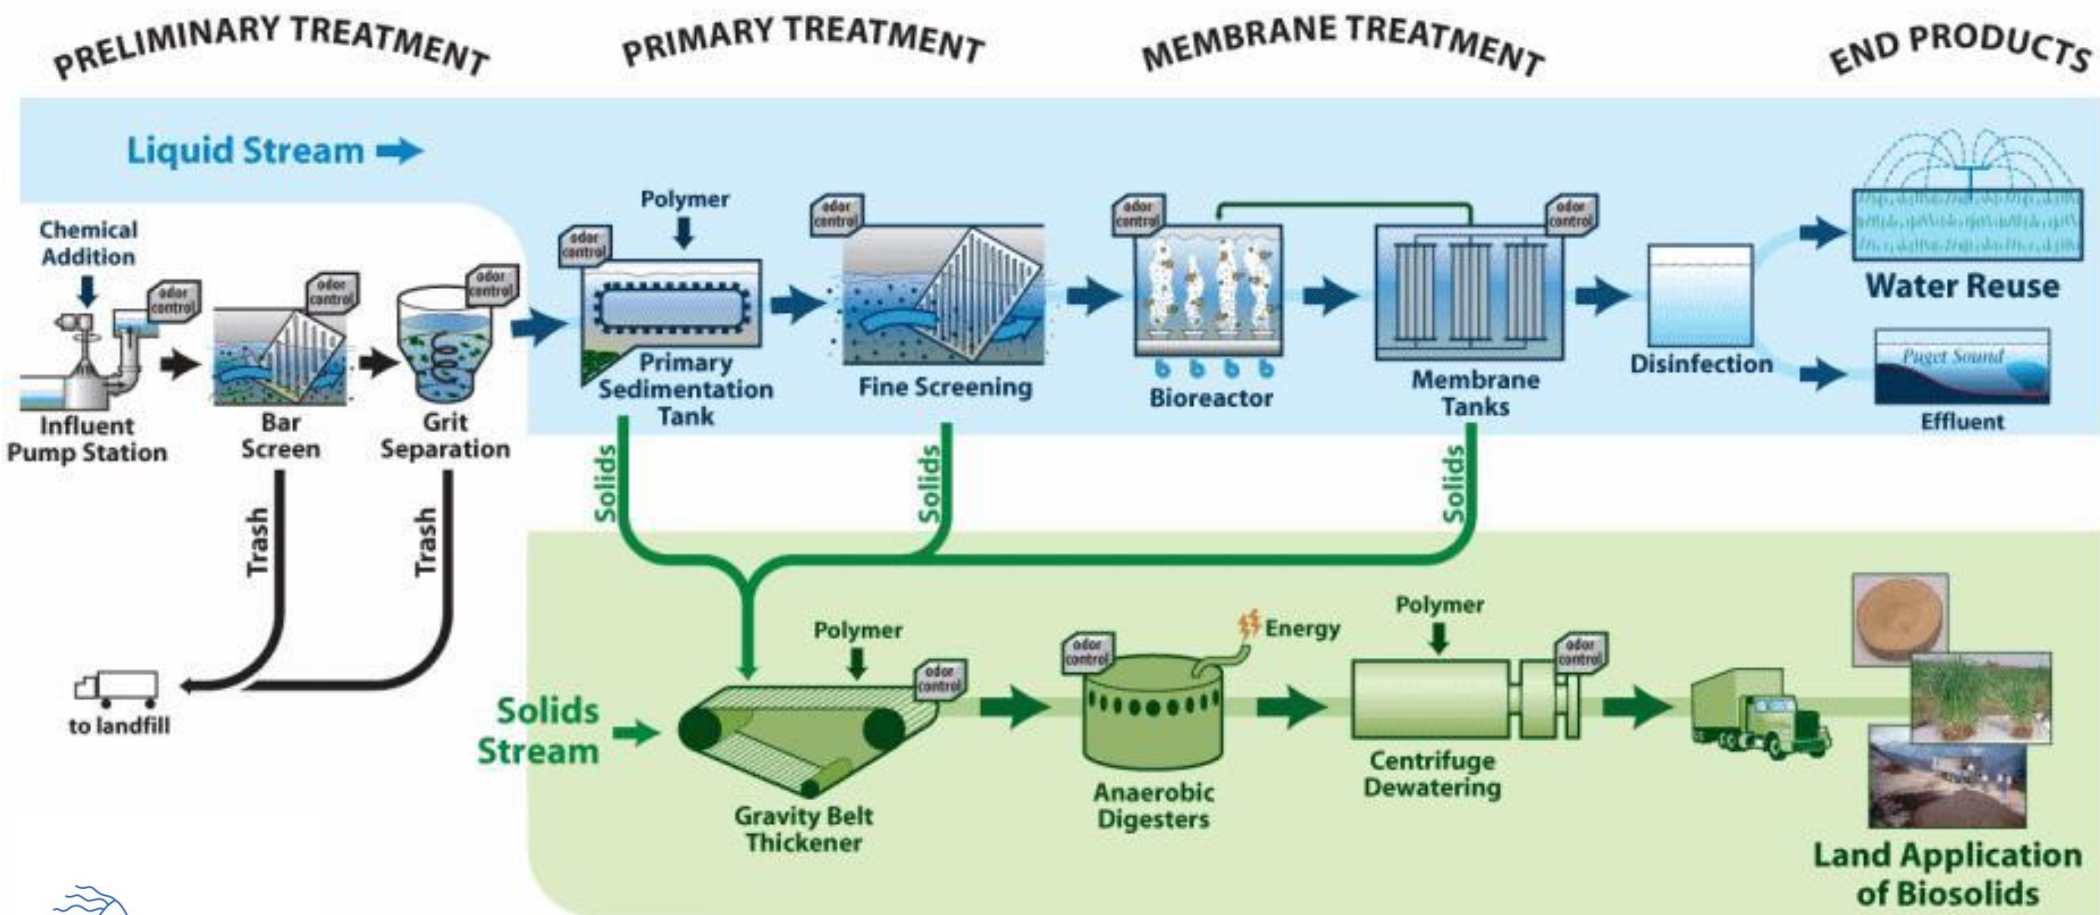 PRELIMINARY TREATMENT
PRIMARY TREATMENT
MEMBRANE TREATMENT
END PRODUCTS
Liquid Stream
Chemical
Addition
odor
control
Influent
Pump Station
odor
control
Bar
Screen
odor
control
Grit
Separation
odor
control
Polymer
Primary
Sedimentation
Tank
odor
control
Fine Screening
odor
control
Bioreactor
odor
control
Membrane
Tanks
Disinfection
Water Reuse
Puget Sound
Effluent
Trash
Trash
to landfill
Solids
Solids
Solids
Solids
Stream
Polymer
odor
control
Gravity Belt
Thickener
odor
control
Energy
Anaerobic
Digesters
Polymer
odor
control
Centrifuge
Dewatering
Land Application
of Biosolids